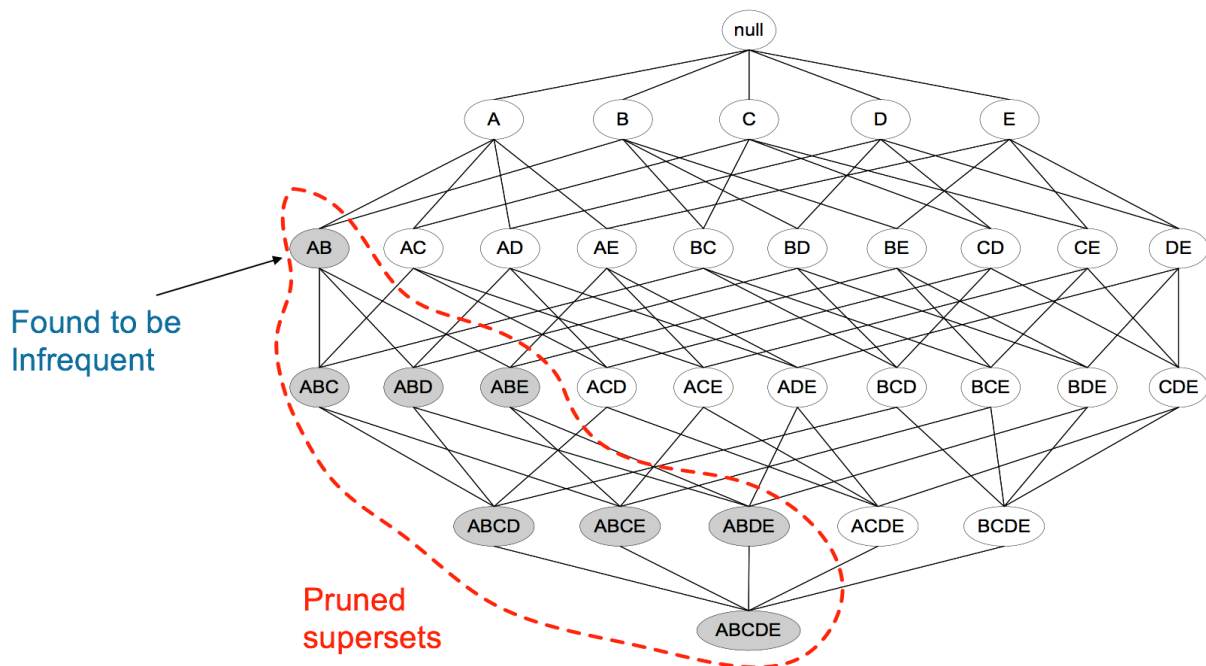 null
A B C D E
AB AC AD AE BC BD BE CD CE DE
Found to be
Infrequent
ABC ABD ABE ACD ACE ADE BCD BCE BDE CDE
ABCD ABCE ABDE ACDE BCDE
Pruned
supersets
ABCDE